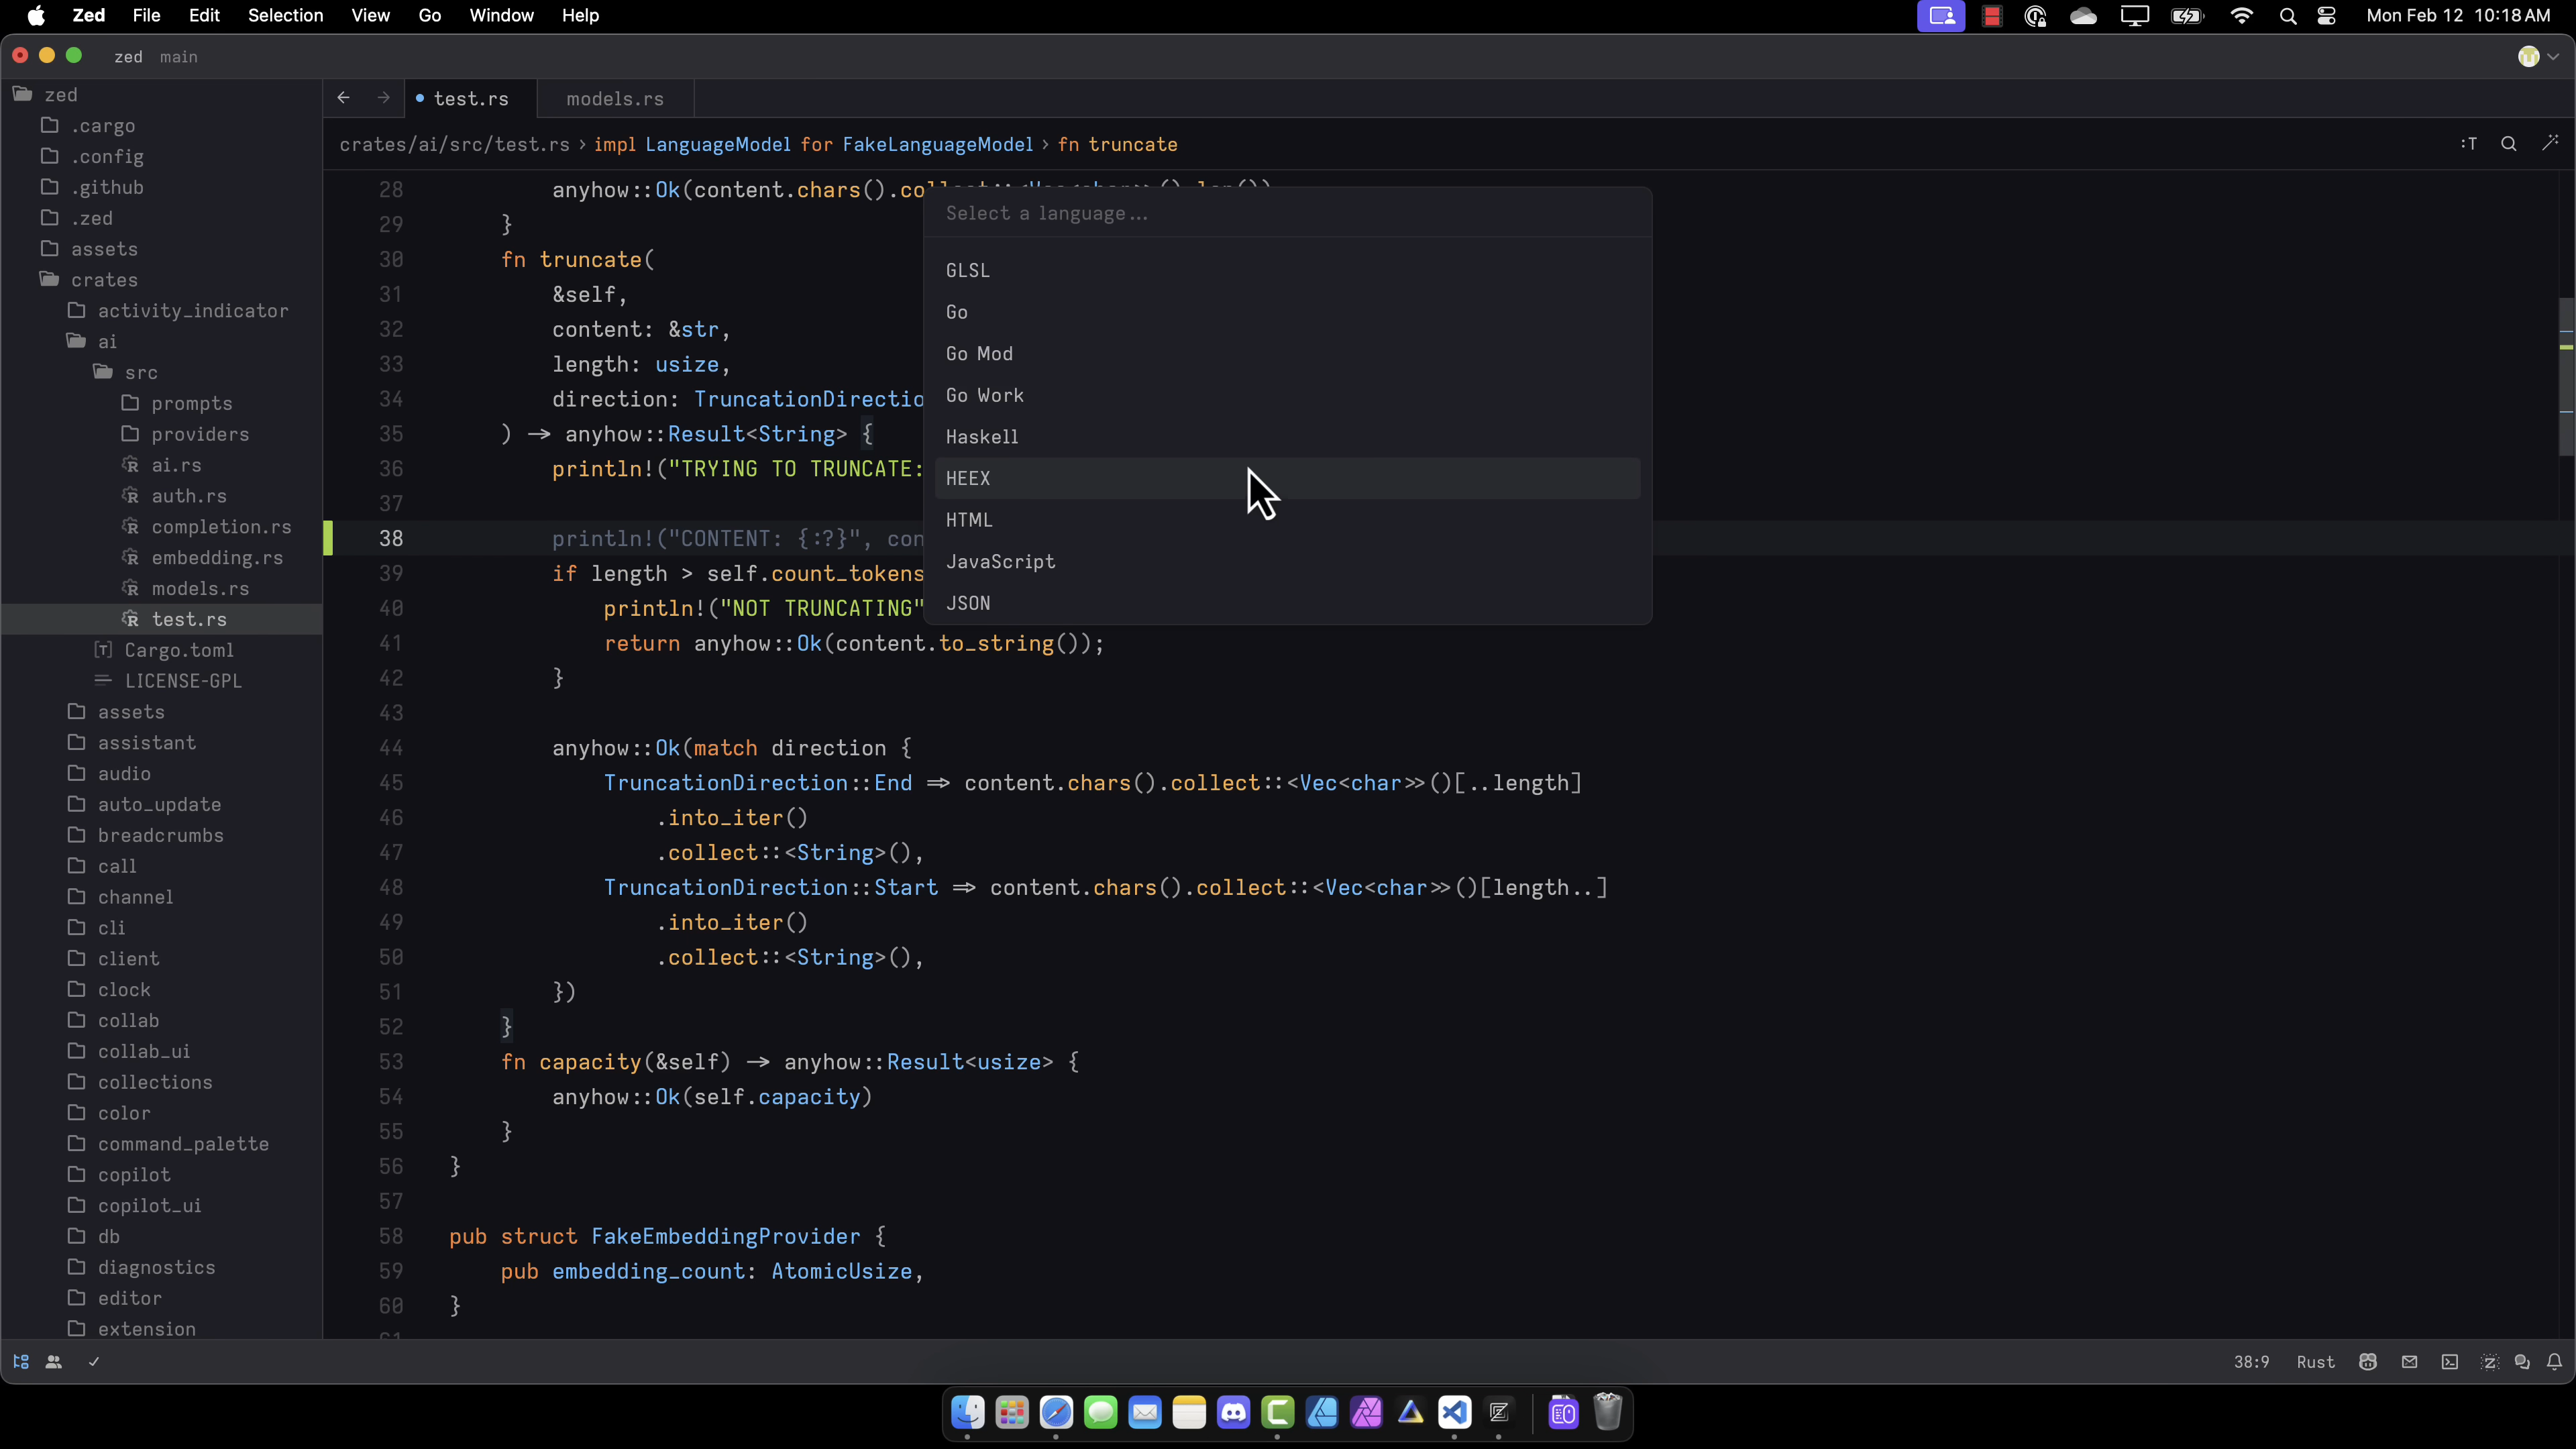 Zed File Edit Selection View Go Window Help
Mon Feb 12 10:18 AM
zed main
zed
.cargo
.config
.github
.zed
assets
crates
activity_indicator
ai
src
prompts
providers
ai.rs
auth.rs
completion.rs
embedding.rs
models.rs
test.rs
Cargo.toml
LICENSE-GPL
assets
assistant
audio
auto_update
breadcrumbs
call
channel
cli
client
clock
collab
collab_ui
collections
color
command_palette
copilot
copilot_ui
db
diagnostics
editor
extension
test.rs models.rs
crates/ai/src/test.rs › impl LanguageModel for FakeLanguageModel › fn truncate
:T
28 anyhow::Ok(content.chars().collect::<Vec<char>>().len())
29 }
30 fn truncate(
31 &self,
32 content: &str,
33 length: usize,
34 direction: TruncationDirectio
35 ) -> anyhow::Result<String> {
36 println!("TRYING TO TRUNCATE:
37
38 println!("CONTENT: {:?}", con
39 if length > self.count_tokens
40 println!("NOT TRUNCATING"
41 return anyhow::Ok(content.to_string());
42 }
43
44 anyhow::Ok(match direction {
45 TruncationDirection::End => content.chars().collect::<Vec<char>>()[..length]
46 .into_iter()
47 .collect::<String>(),
48 TruncationDirection::Start => content.chars().collect::<Vec<char>>()[length..]
49 .into_iter()
50 .collect::<String>(),
51 })
52 }
53 fn capacity(&self) -> anyhow::Result<usize> {
54 anyhow::Ok(self.capacity)
55 }
56 }
57
58 pub struct FakeEmbeddingProvider {
59 pub embedding_count: AtomicUsize,
60 }
61
Select a language...
GLSL
Go
Go Mod
Go Work
Haskell
HEEX
HTML
JavaScript
JSON
38:9 Rust